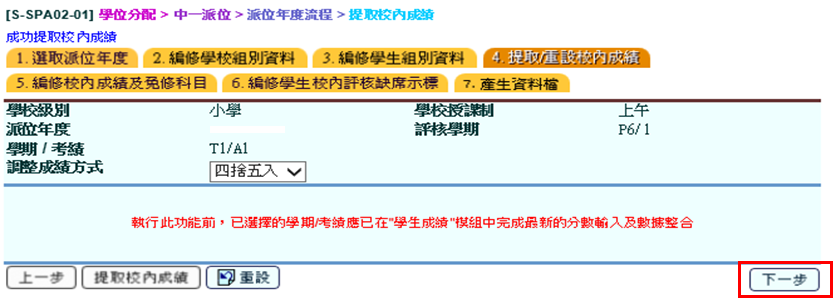 [S-SPA02-01] 學位分配 > 中一派位 > 派位年度流程 > 提取校內成績
成功提取校內成績
1. 選取派位年度 2. 編修學校組別資料 3. 編修學生組別資料 4. 提取/重設校內成績
5. 編修校內成績及免修科目 6. 編修學生校內評核缺席示標 7. 產生資料檔
學校級別 小學 學校授課制 上午
派位年度 評核學期 P6/1
學期 / 考績 T1/A1
調整成績方式 四捨五入
執行此功能前，已選擇的學期/考績應已在"學生成績"模組中完成最新的分數輸入及數據整合
上一步 提取校內成績 重設 下一步